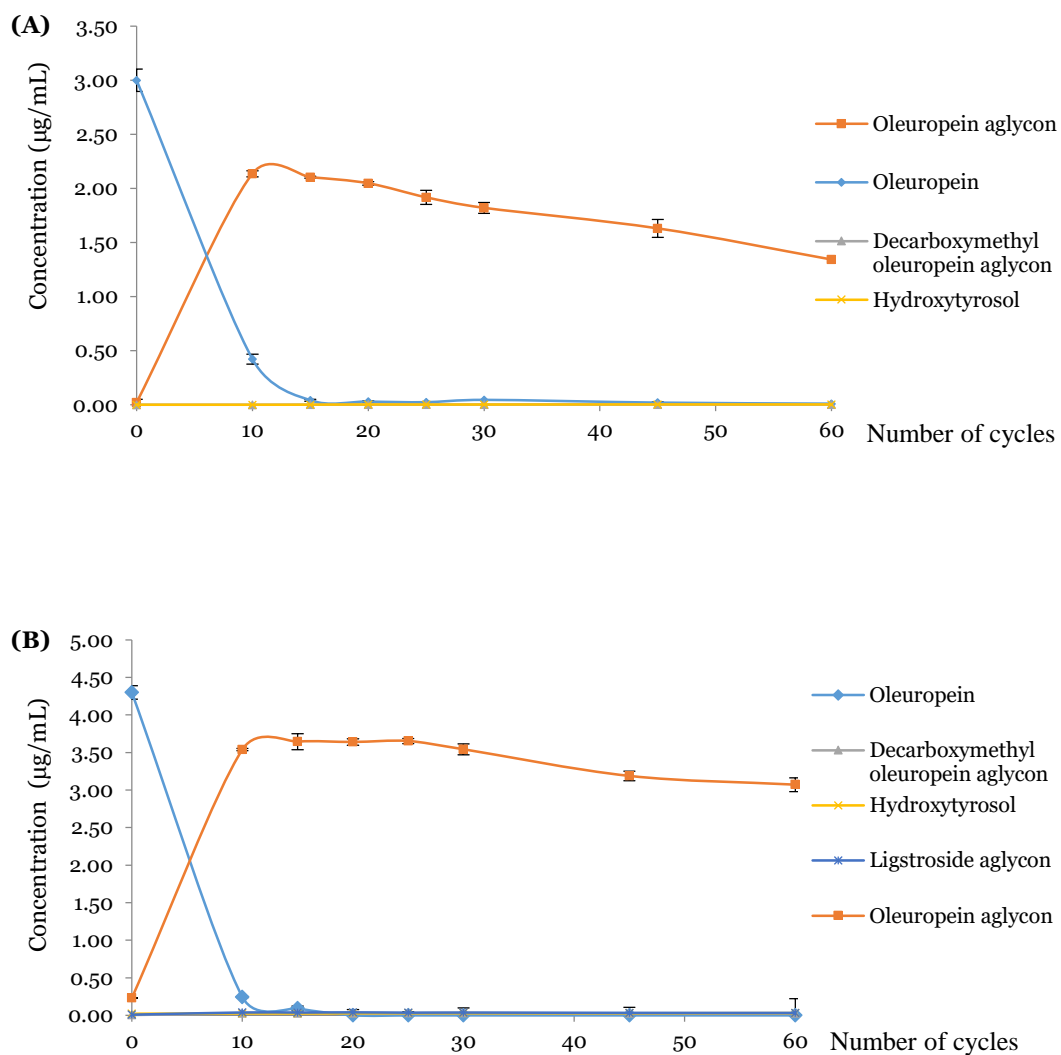 (A)
Concentration (µg/mL)
3.50
3.00
2.50
2.00
1.50
1.00
0.50
0.00
0
10
20
30
40
50
60
Number of cycles
Oleuropein aglycon
Oleuropein
Decarboxymethyl
oleuropein aglycon
Hydroxytyrosol
(B)
Concentration (µg/mL)
5.00
4.50
4.00
3.50
3.00
2.50
2.00
1.50
1.00
0.50
0.00
0
10
20
30
40
50
60
Number of cycles
Oleuropein
Decarboxymethyl
oleuropein aglycon
Hydroxytyrosol
Ligstroside aglycon
Oleuropein aglycon